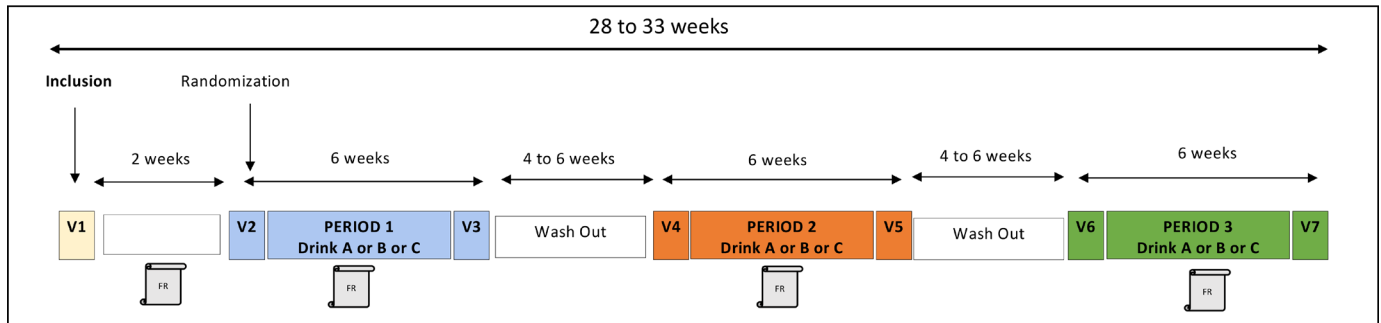 28 to 33 weeks
Inclusion
Randomization
2 weeks
6 weeks
4 to 6 weeks
6 weeks
4 to 6 weeks
6 weeks
V1
V2
PERIOD 1
Drink A or B or C
V3
Wash Out
V4
PERIOD 2
Drink A or B or C
V5
Wash Out
V6
PERIOD 3
Drink A or B or C
V7
FR
FR
FR
FR